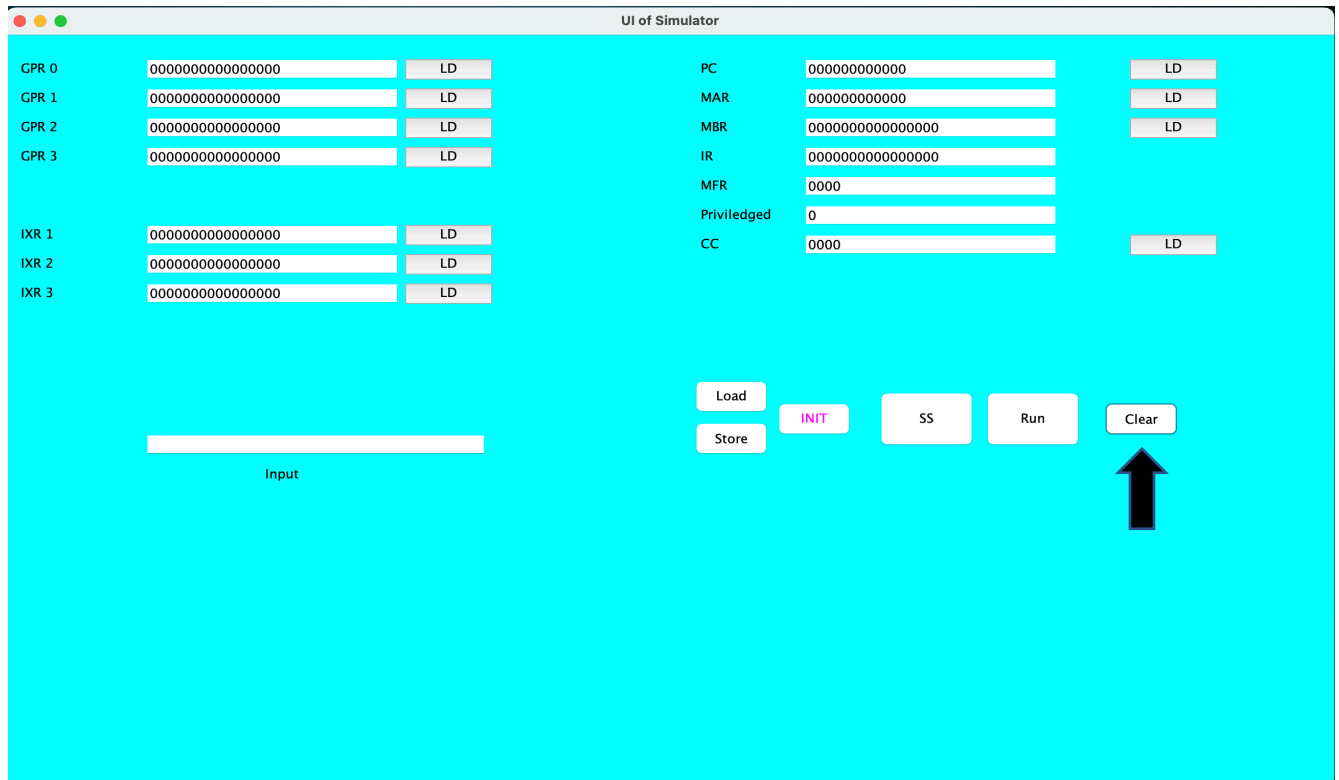 UI of Simulator
GPR 0 0000000000000000 LD
GPR 1 0000000000000000 LD
GPR 2 0000000000000000 LD
GPR 3 0000000000000000 LD
IXR 1 0000000000000000 LD
IXR 2 0000000000000000 LD
IXR 3 0000000000000000 LD
Input
PC 000000000000 LD
MAR 000000000000 LD
MBR 0000000000000000 LD
IR 0000000000000000
MFR 0000
Priviledged 0
CC 0000 LD
Load
Store
INIT
SS
Run
Clear